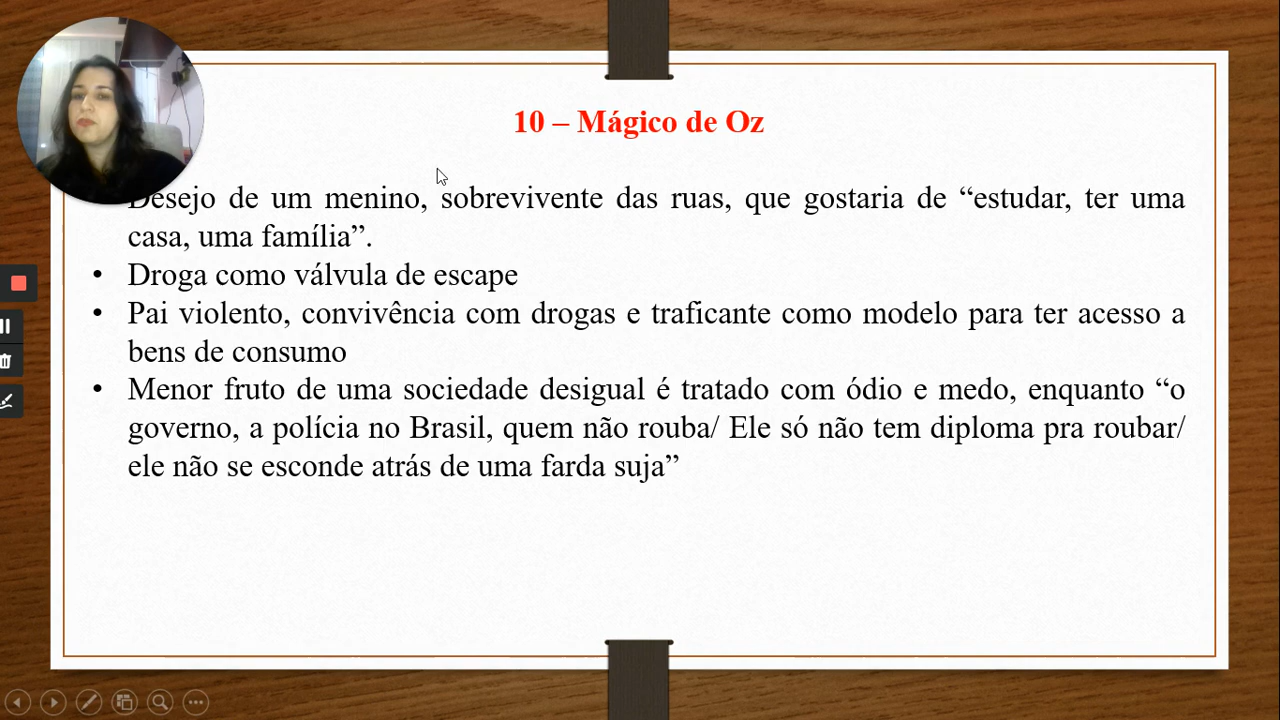 10 – Mágico de Oz
Desejo de um menino, sobrevivente das ruas, que gostaria de “estudar, ter uma
casa, uma família”.
• Droga como válvula de escape
• Pai violento, convivência com drogas e traficante como modelo para ter acesso a
bens de consumo
• Menor fruto de uma sociedade desigual é tratado com ódio e medo, enquanto “o
governo, a polícia no Brasil, quem não rouba/ Ele só não tem diploma pra roubar/
ele não se esconde atrás de uma farda suja”